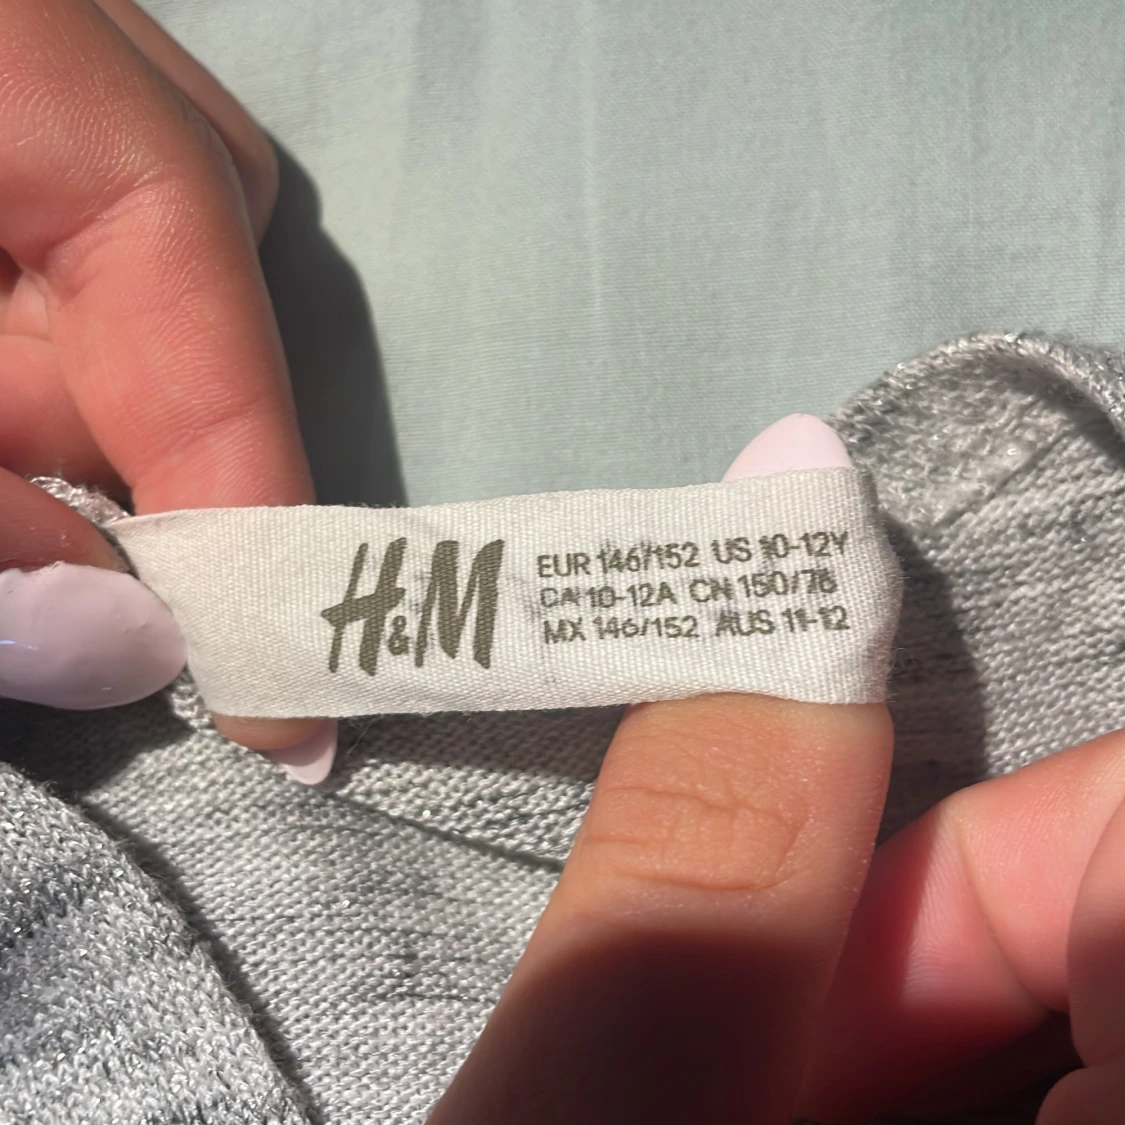 H&M
EUR 146/152 US 10-12Y
CA 10-12A CN 150/76
MX 146/152 AUS 11-12